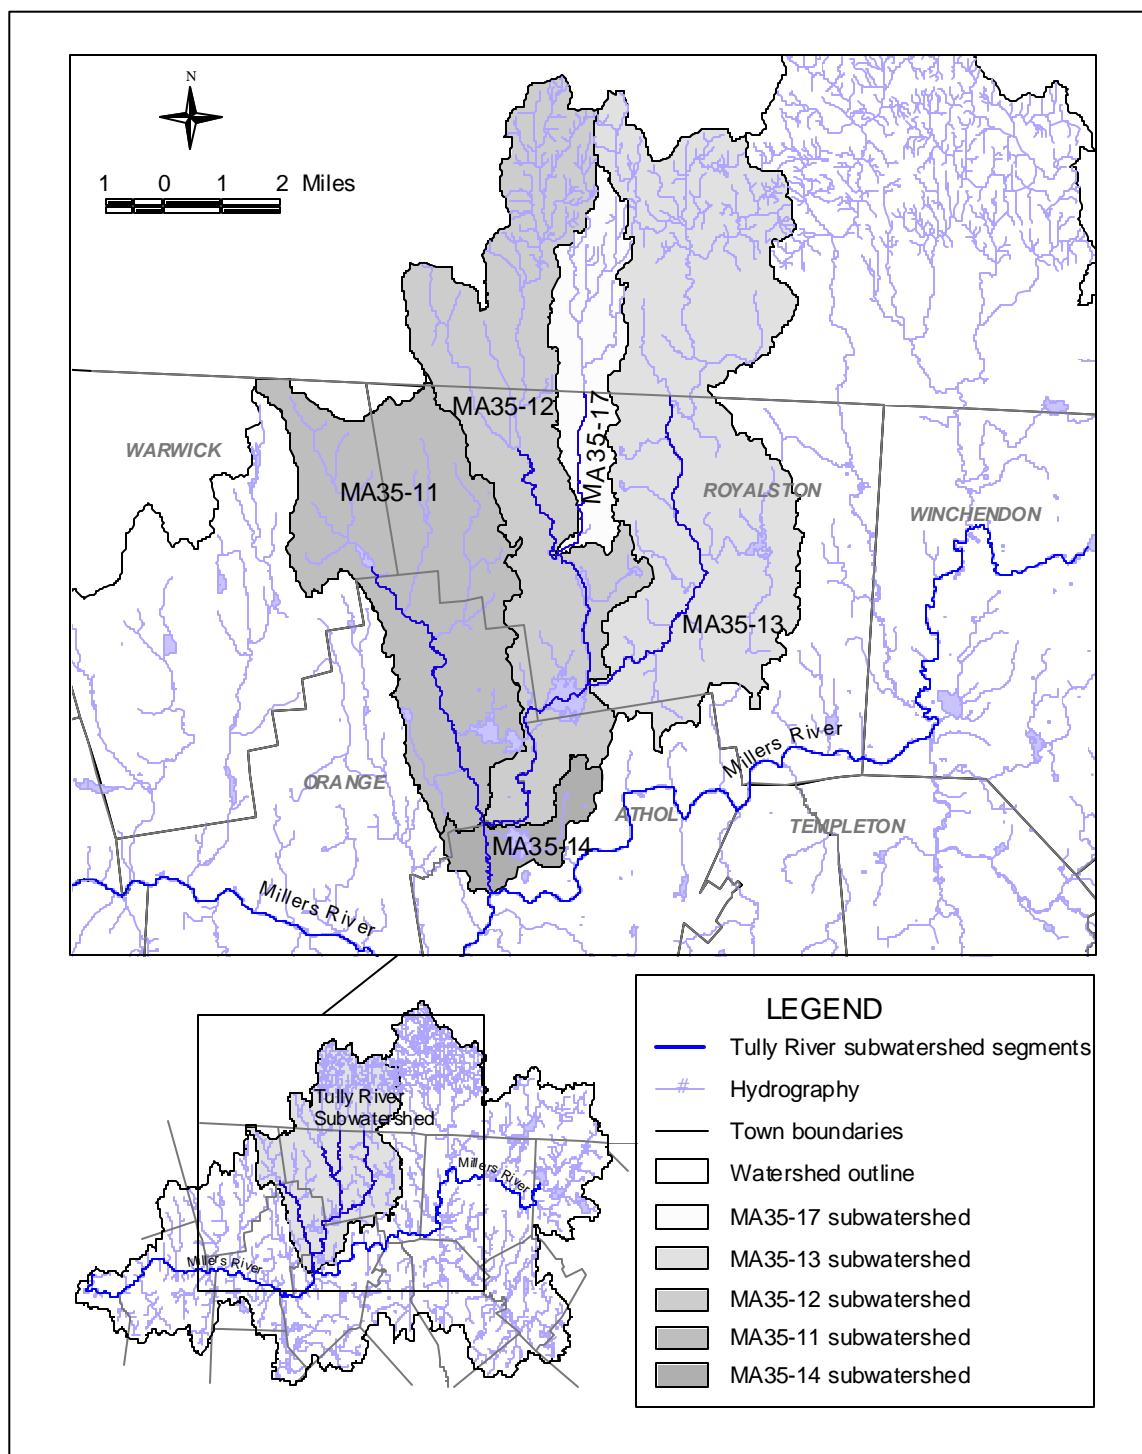 N
1 0 1 2 Miles
MA35-12
MA35-17
WARWICK
MA35-11
ROYALSTON
WINCHENDON
MA35-13
Millers River
ORANGE
ATHOL
TEMPLETON
MA35-14
Millers River
LEGEND
Tully River subwatershed segments
# Hydrography
Town boundaries
Watershed outline
MA35-17 subwatershed
MA35-13 subwatershed
MA35-12 subwatershed
MA35-11 subwatershed
MA35-14 subwatershed
Tully River
Subwatershed
Millers River
Millers River